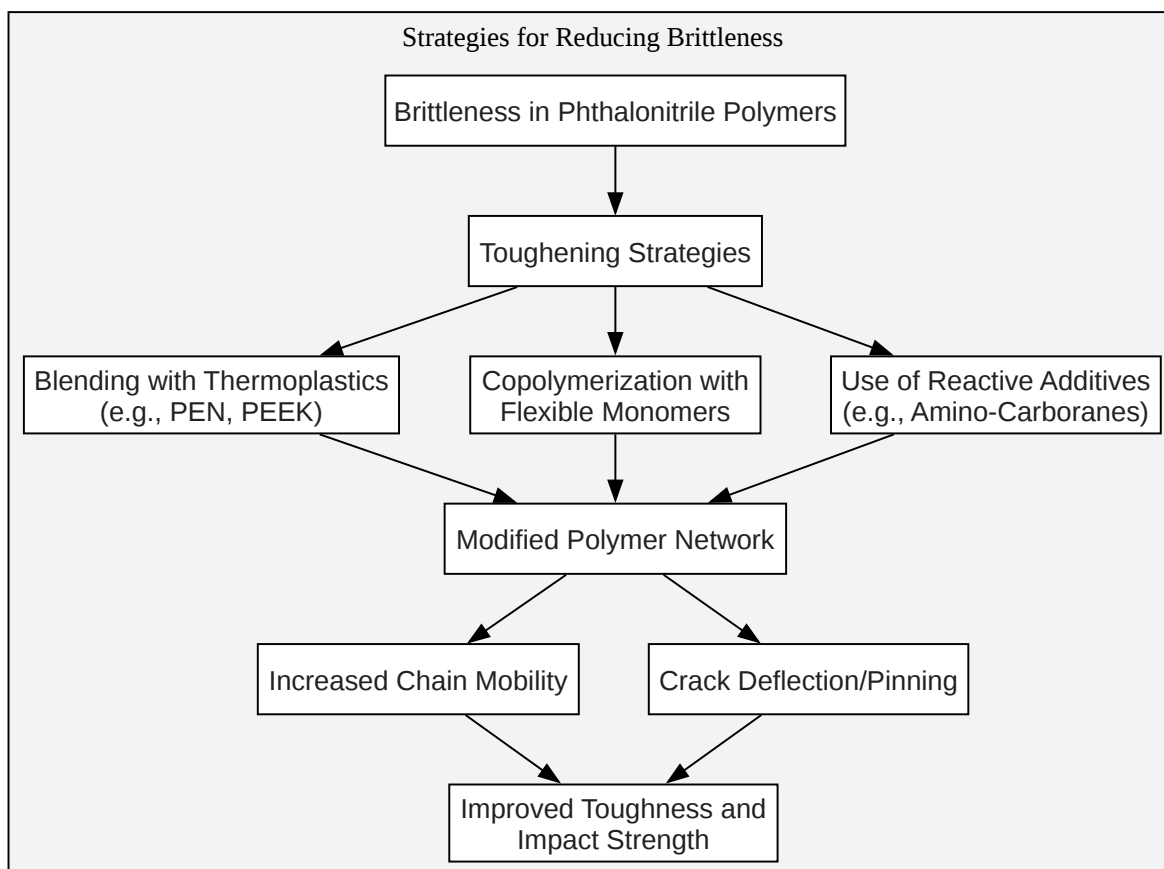 Strategies for Reducing Brittleness
Brittleness in Phthalonitrile Polymers
Toughening Strategies
Blending with Thermoplastics
(e.g., PEN, PEEK)
Copolymerization with
Flexible Monomers
Use of Reactive Additives
(e.g., Amino-Carboranes)
Modified Polymer Network
Increased Chain Mobility
Crack Deflection/Pinning
Improved Toughness and
Impact Strength